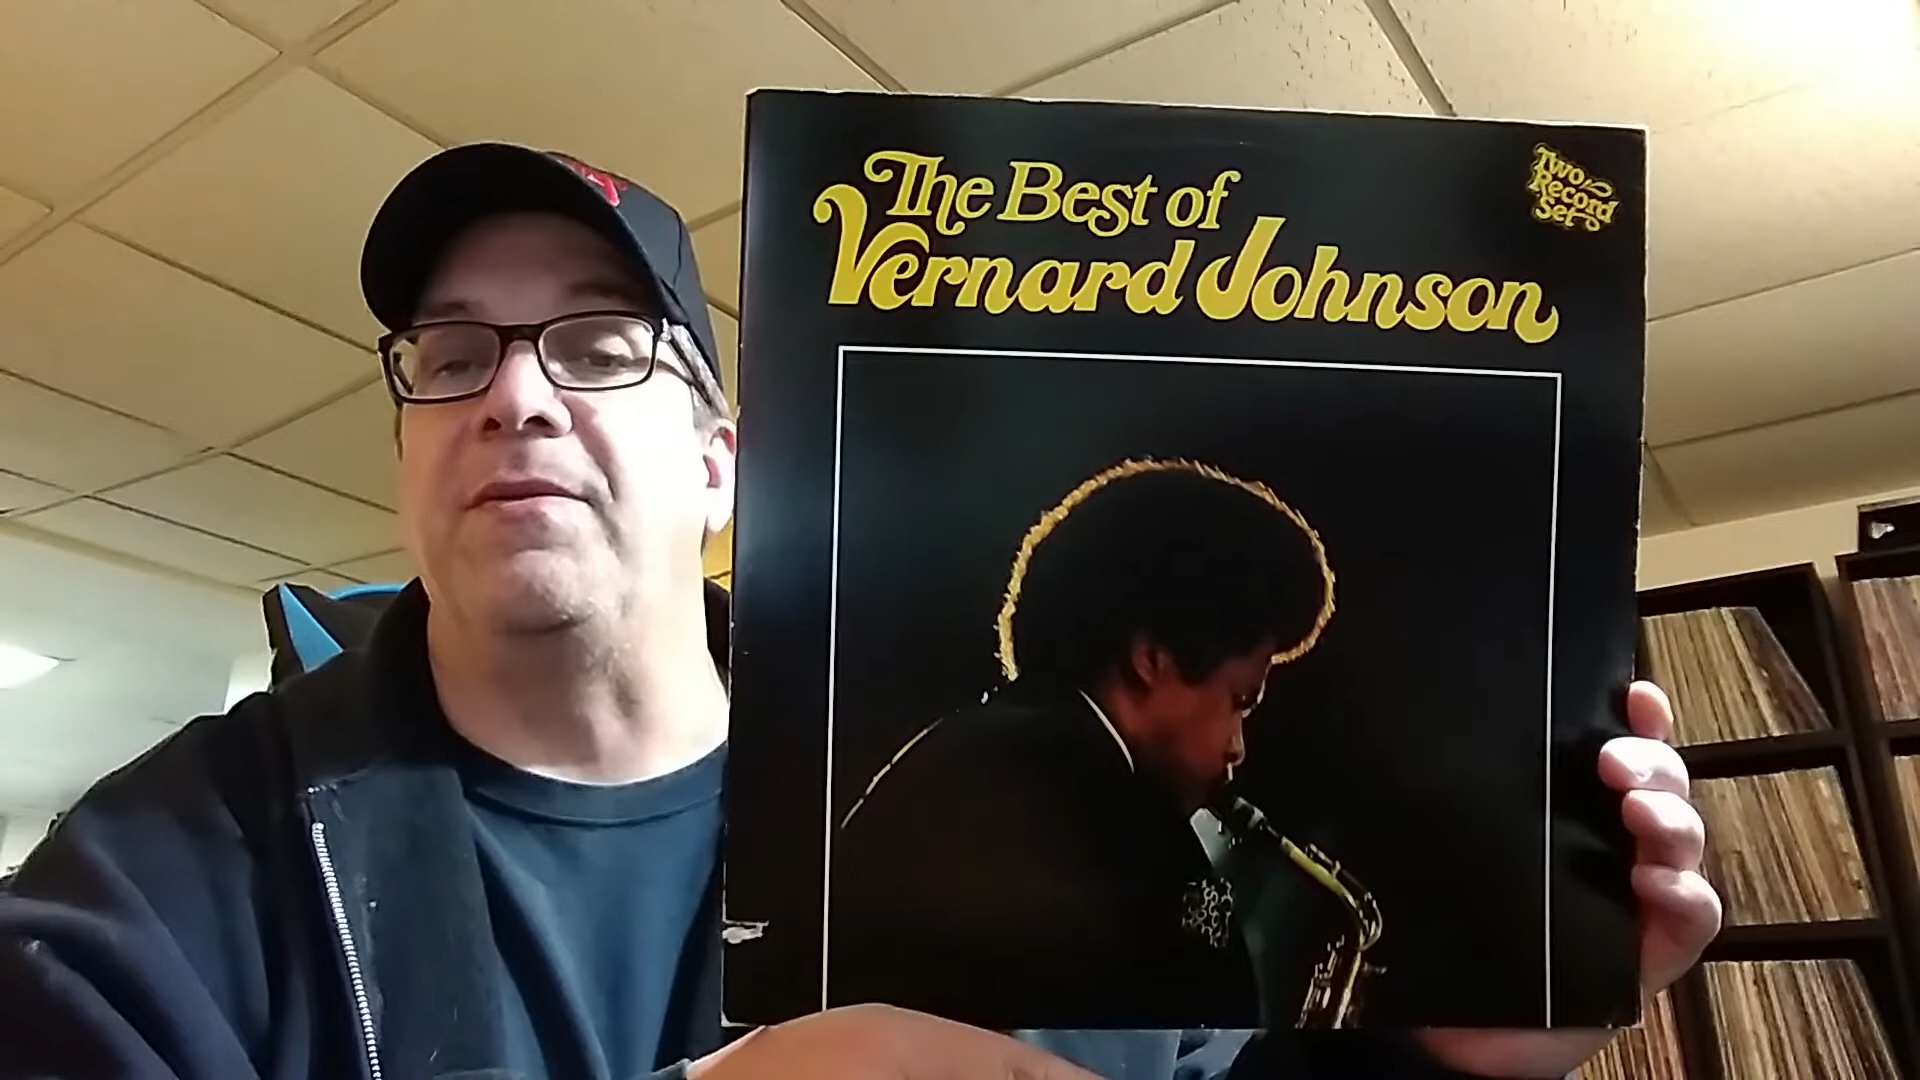 The Best of
Vernard Johnson
Two
Record
Set